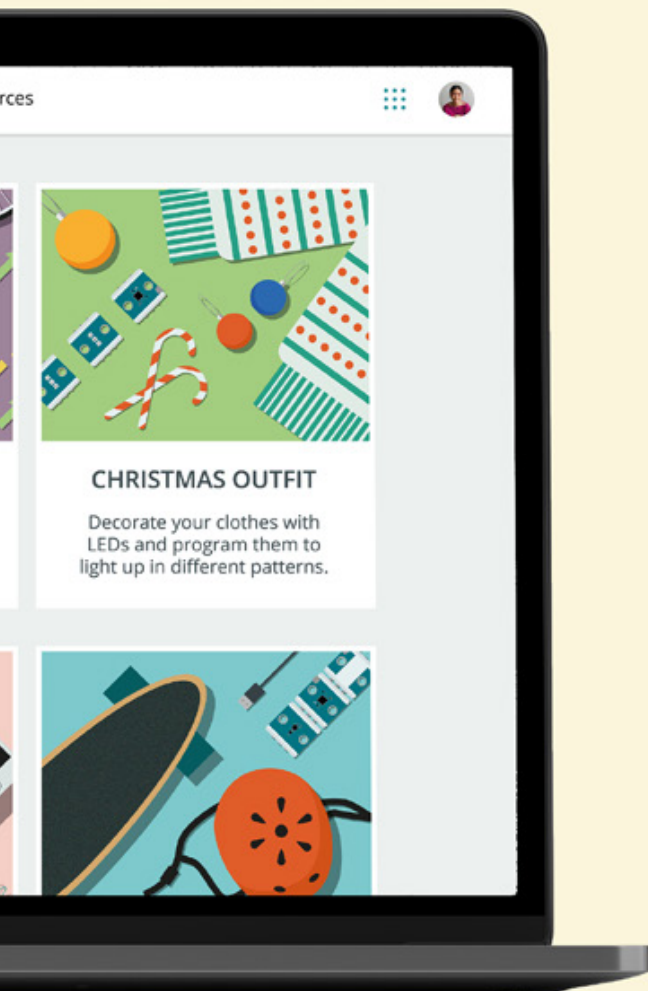 rces
CHRISTMAS OUTFIT
Decorate your clothes with
LEDs and program them to
light up in different patterns.